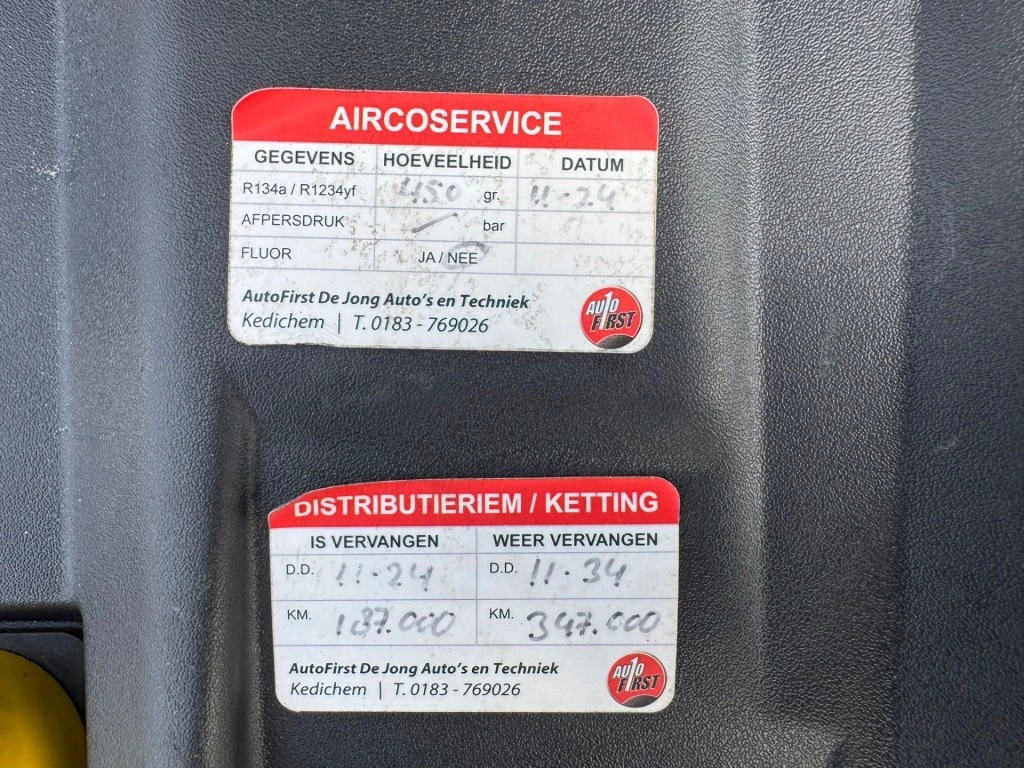 AIRCOSERVICE
GEGEVENS HOEVEELHEID DATUM
R134a / R1234yf 450 gr. 11-24
AFPERSDRUK — bar
FLUOR JA / NEE
AutoFirst De Jong Auto's en Techniek
Kedichem | T. 0183 - 769026
AUTO FIRST
DISTRIBUTIERIEM / KETTING
IS VERVANGEN WEER VERVANGEN
D.D. 11-24 D.D. 11-34
KM. 137.000 KM. 347.000
AutoFirst De Jong Auto's en Techniek
Kedichem | T. 0183 - 769026
AUTO FIRST